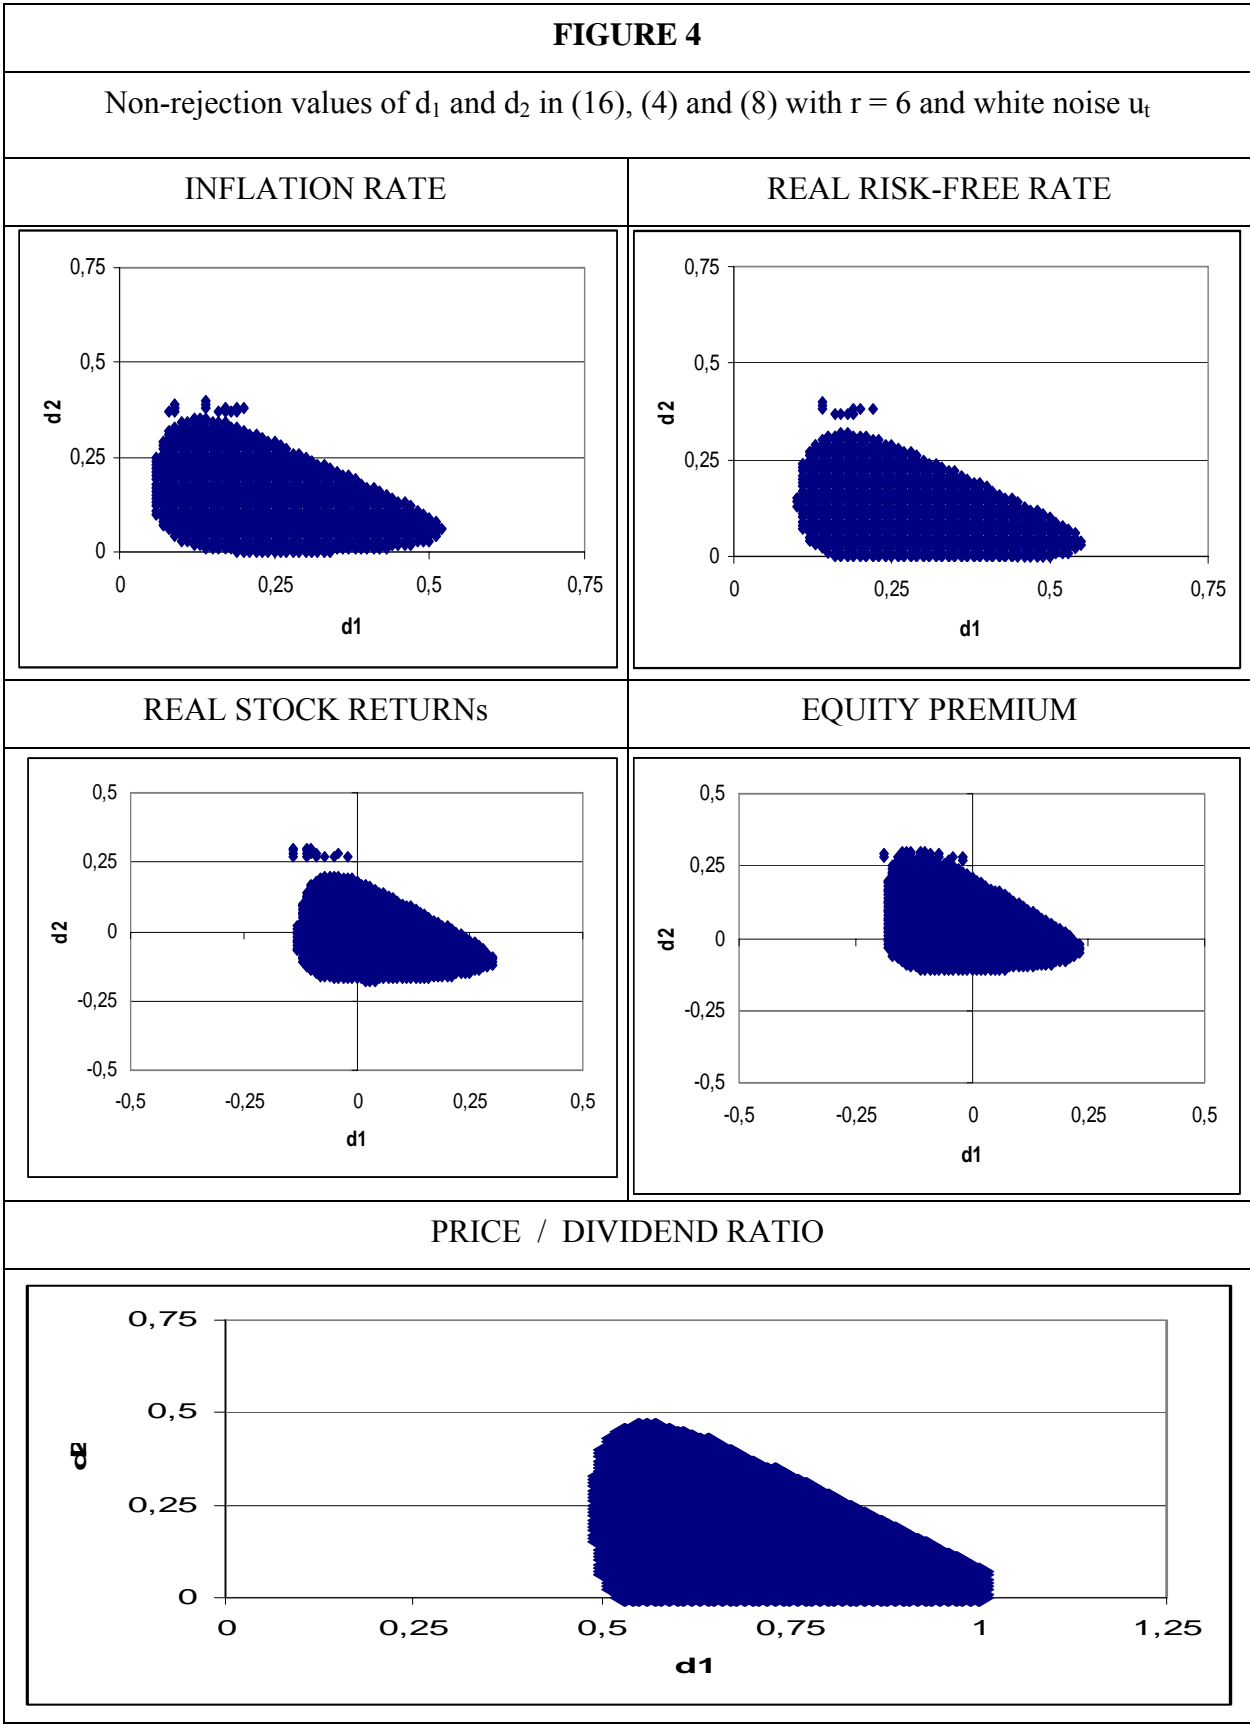 FIGURE 4
Non-rejection values of d1 and d2 in (16), (4) and (8) with r = 6 and white noise ut
INFLATION RATE
REAL RISK-FREE RATE
0,75
0,5
0,25
0
d2
0
0,25
0,5
0,75
d1
0,75
0,5
0,25
0
d2
0
0,25
0,5
0,75
d1
REAL STOCK RETURNs
EQUITY PREMIUM
0,5
0,25
0
-0,25
-0,5
d2
-0,5
-0,25
0
0,25
0,5
d1
0,5
0,25
0
-0,25
-0,5
d2
-0,5
-0,25
0
0,25
0,5
d1
PRICE / DIVIDEND RATIO
0,75
0,5
0,25
0
d2
0
0,25
0,5
0,75
1
1,25
d1